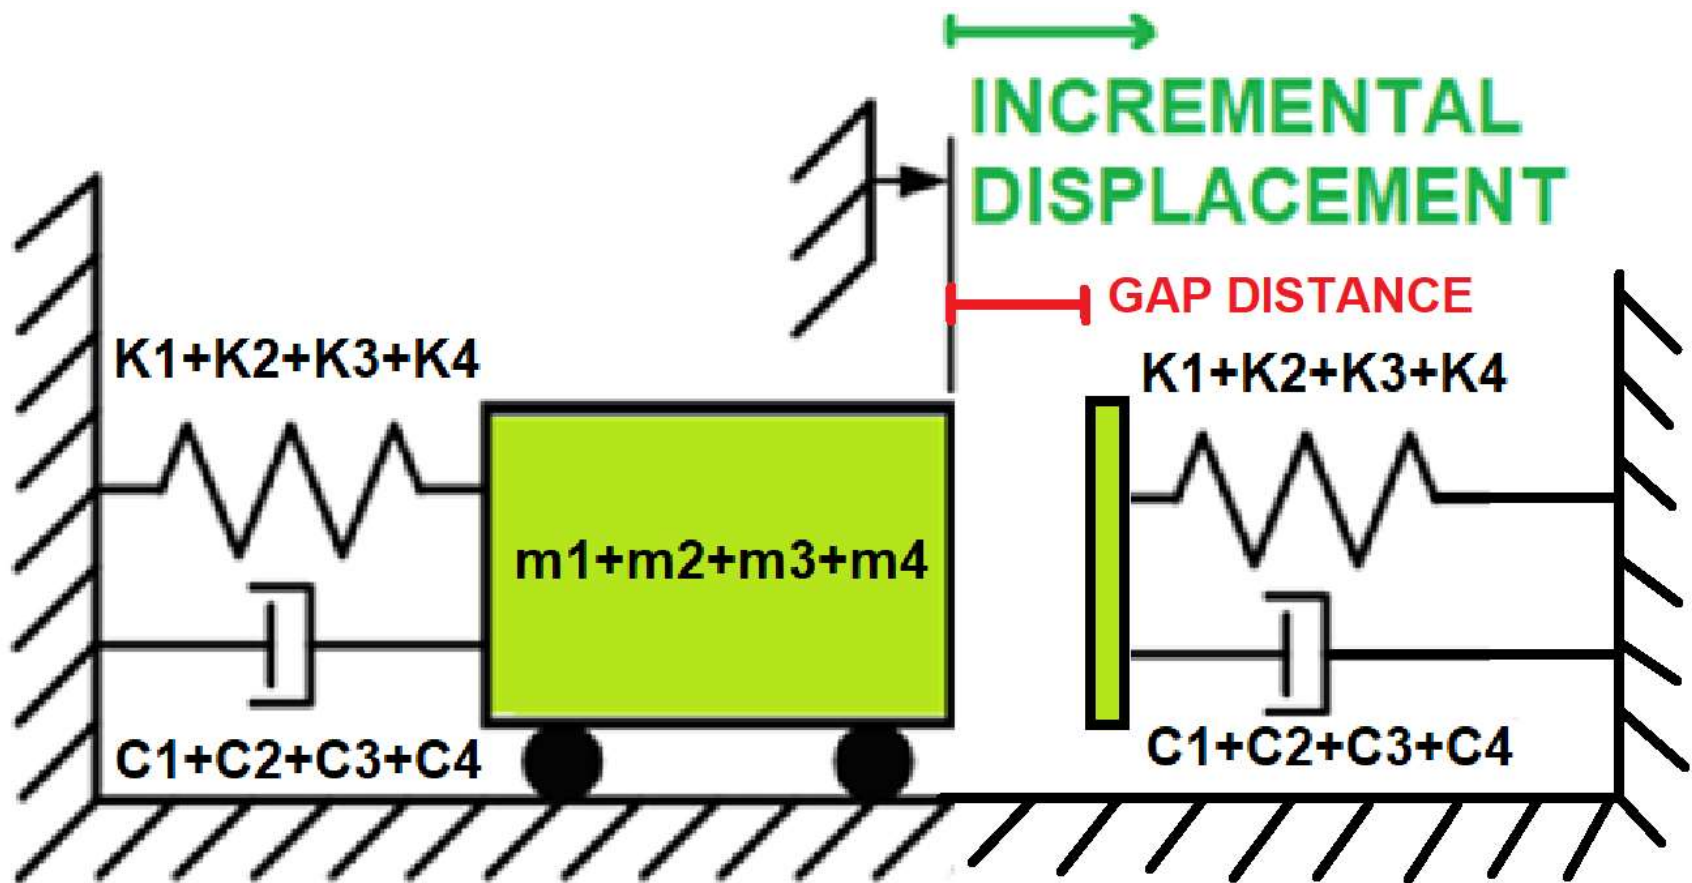 INCREMENTAL
DISPLACEMENT
GAP DISTANCE
K1+K2+K3+K4
K1+K2+K3+K4
m1+m2+m3+m4
C1+C2+C3+C4
C1+C2+C3+C4